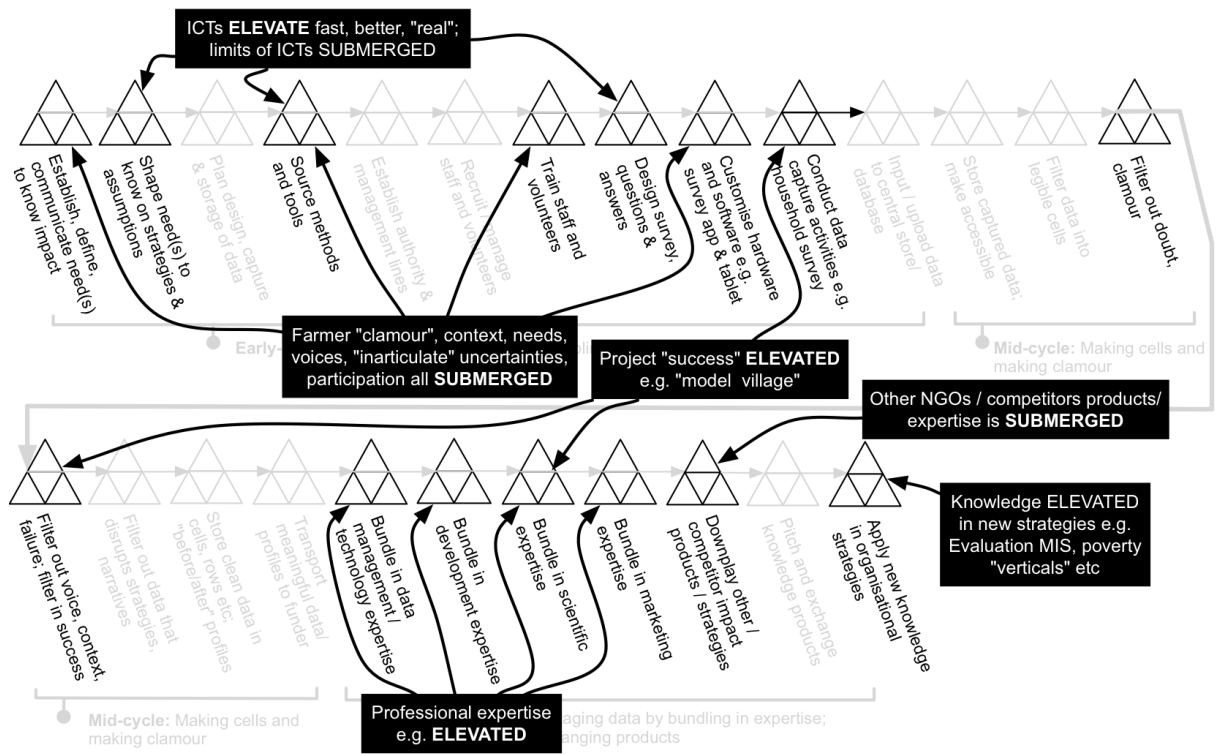 ICTs ELEVATE fast, better, "real";
limits of ICTs SUBMERGED
Establish, define,
communicate need(s)
to know impact
Shape need(s) to
know on strategies &
assumptions
Plan design, capture
& storage of data
Source methods
and tools
Establish authority &
management lines
Recruit / manage
staff and volunteers
Train staff and
volunteers
Design survey,
questions &
answers
Customise hardware
and software e.g.
survey app & tablet
Conduct data
capture activities e.g.
household survey
Input / upload data
to central store/
database
Store captured data;
make accessible
Filter data into
legible cells
Filter out doubt,
clamour
Early-
Farmer "clamour", context, needs,
voices, "inarticulate" uncertainties,
participation all SUBMERGED
Project "success" ELEVATED
e.g. "model village"
Mid-cycle: Making cells and
making clamour
Other NGOs / competitors products/
expertise is SUBMERGED
Filter out voice, context,
failure; filter in success
Filter out data that
disrupts strategies,
narratives
Store clean data in
cells, rows etc;
"before/after' profiles
Transport
meaningful data/
profiles to funder
Bundle in data
management /
technology expertise
Bundle in
development expertise
Bundle in scientific
expertise
Bundle in marketing
expertise
Downplay other /
competitor impact
products / strategies
Pitch and exchange
knowledge products
Apply new knowledge
in organisational
strategies
Knowledge ELEVATED
in new strategies e.g.
Evaluation MIS, poverty
"verticals" etc
Mid-cycle: Making cells and
making clamour
Professional expertise
e.g. ELEVATED
aging data by bundling in expertise;
anging products